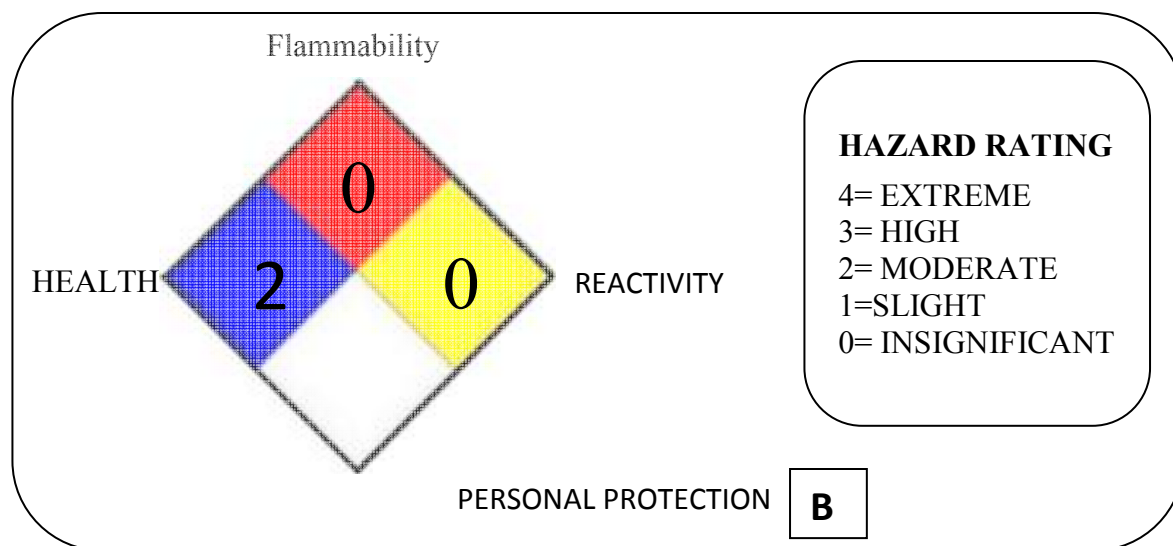 Flammability
0
HEALTH
2
0
REACTIVITY
HAZARD RATING
4= EXTREME
3= HIGH
2= MODERATE
1=SLIGHT
0= INSIGNIFICANT
PERSONAL PROTECTION
B